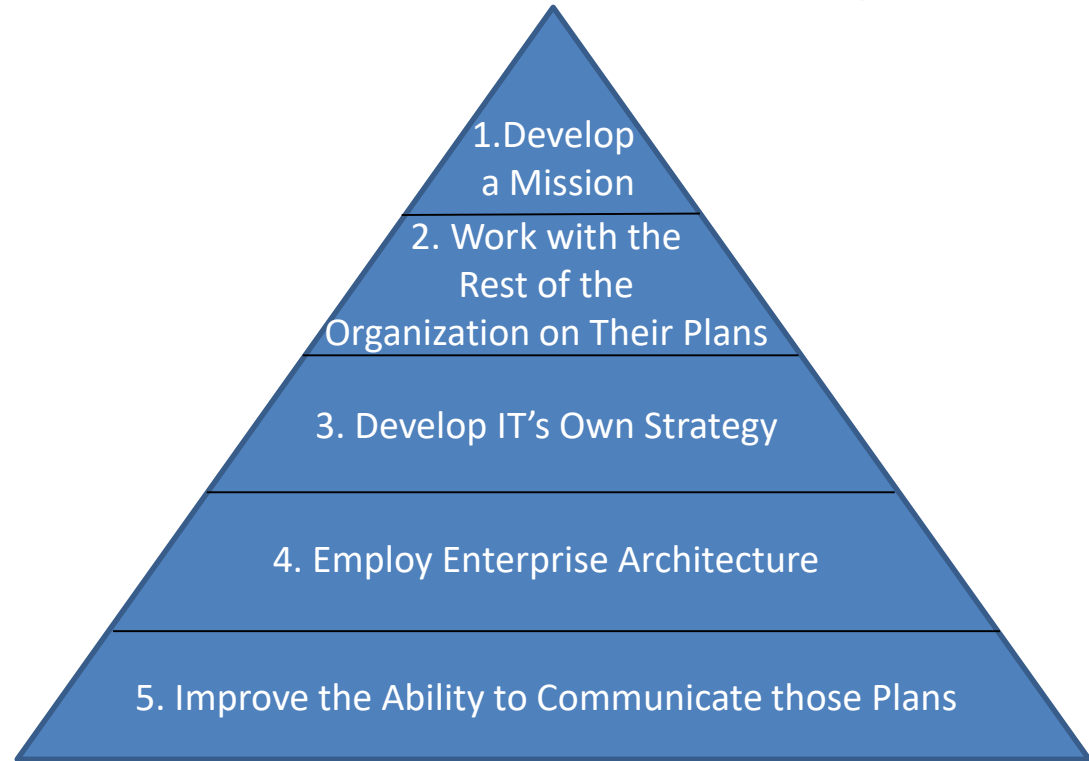 1.Develop
a Mission
2. Work with the
Rest of the
Organization on Their Plans
3. Develop IT’s Own Strategy
4. Employ Enterprise Architecture
5. Improve the Ability to Communicate those Plans